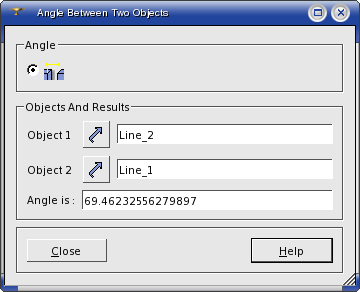 Angle Between Two Objects
Angle
Objects And Results
Object 1 Line_2
Object 2 Line_1
Angle is : 69.46232556279897
Close Help